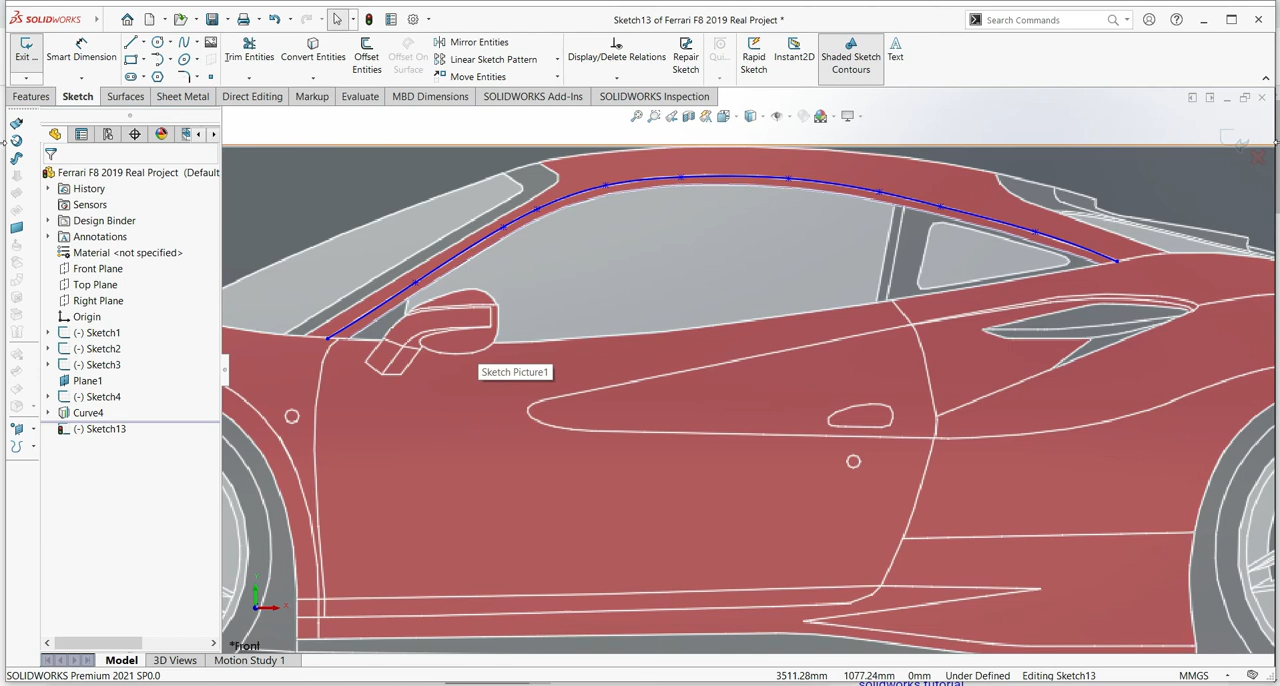 SOLIDWORKS
Sketch13 of Ferrari F8 2019 Real Project *
Search Commands
Exit ...
Smart Dimension
Trim Entities
Convert Entities
Offset Entities
Offset On Surface
Mirror Entities
Linear Sketch Pattern
Move Entities
Display/Delete Relations
Repair Sketch
Qui...
Rapid Sketch
Instant2D
Shaded Sketch Contours
Text
Features
Sketch
Surfaces
Sheet Metal
Direct Editing
Markup
Evaluate
MBD Dimensions
SOLIDWORKS Add-Ins
SOLIDWORKS Inspection
Ferrari F8 2019 Real Project (Default
History
Sensors
Design Binder
Annotations
Material <not specified>
Front Plane
Top Plane
Right Plane
Origin
(-) Sketch1
(-) Sketch2
(-) Sketch3
Plane1
(-) Sketch4
Curve4
(-) Sketch13
Sketch Picture1
Y
X
*Front
Model
3D Views
Motion Study 1
SOLIDWORKS Premium 2021 SP0.0
3511.28mm
1077.24mm
0mm
Under Defined
Editing Sketch13
MMGS
solidworks tutorial